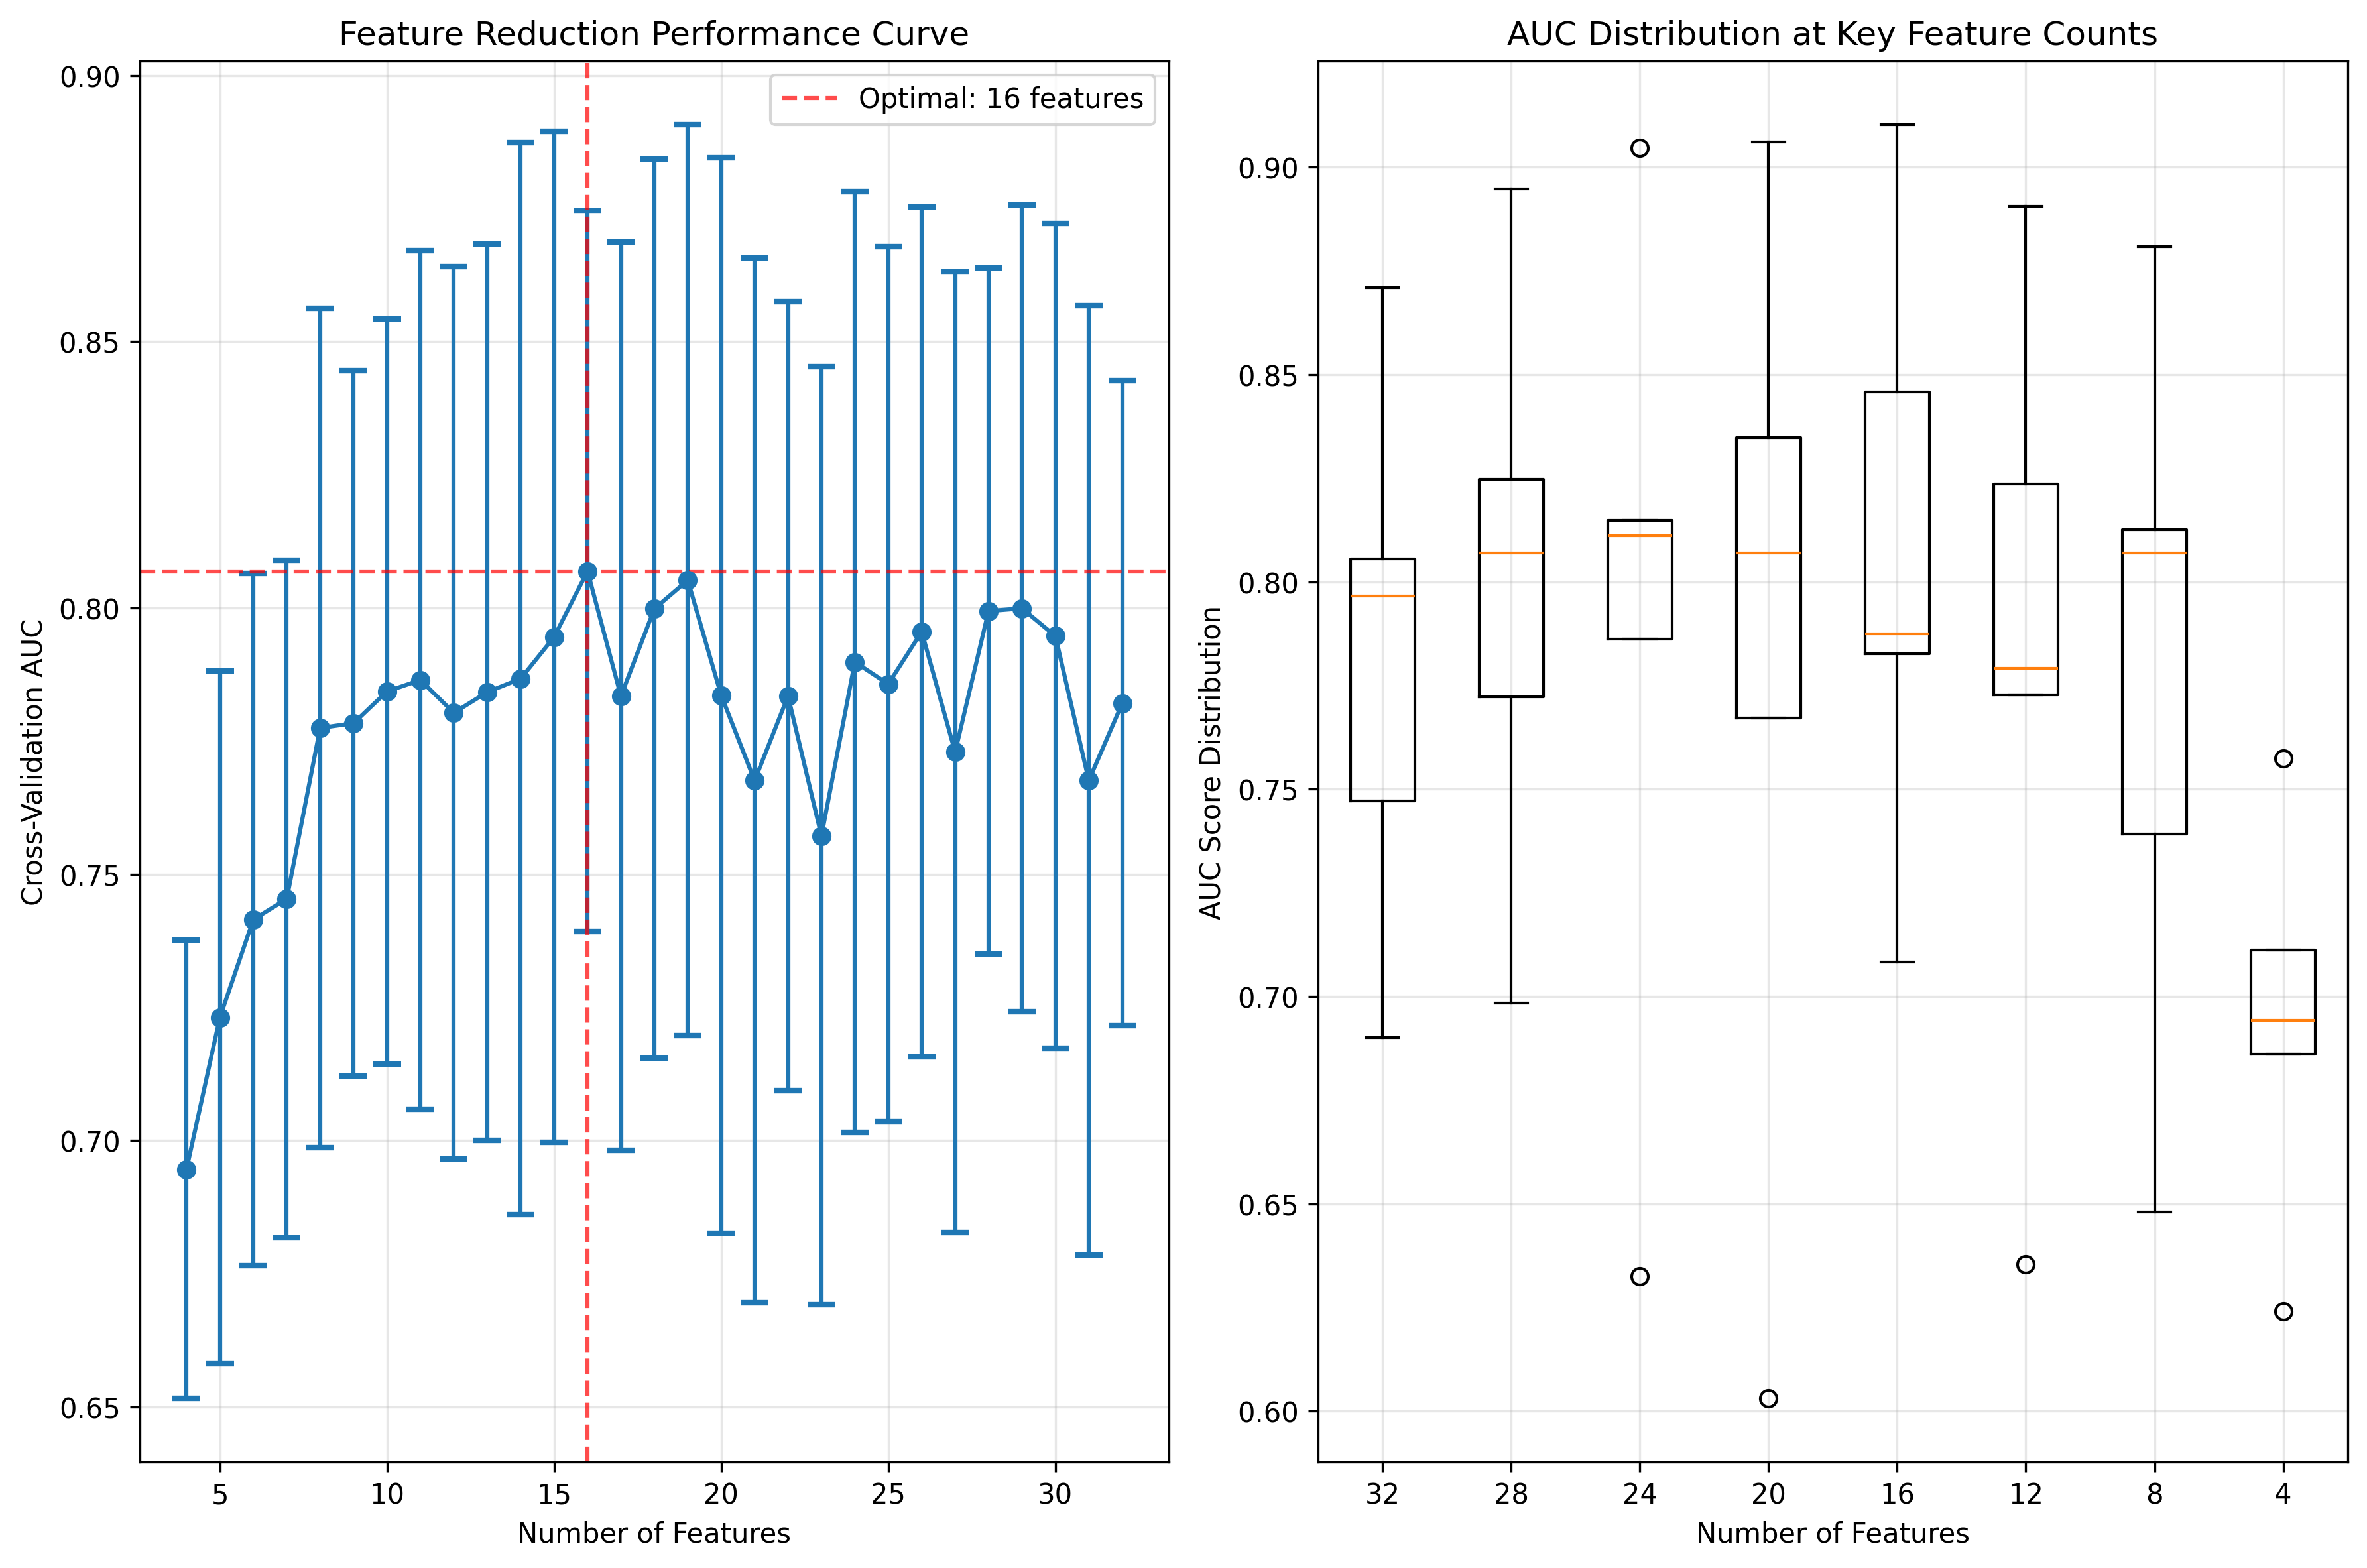 Feature Reduction Performance Curve
Optimal: 16 features
Cross-Validation AUC
0.90
0.85
0.80
0.75
0.70
0.65
5 10 15 20 25 30
Number of Features
AUC Distribution at Key Feature Counts
AUC Score Distribution
0.90
0.85
0.80
0.75
0.70
0.65
0.60
32 28 24 20 16 12 8 4
Number of Features